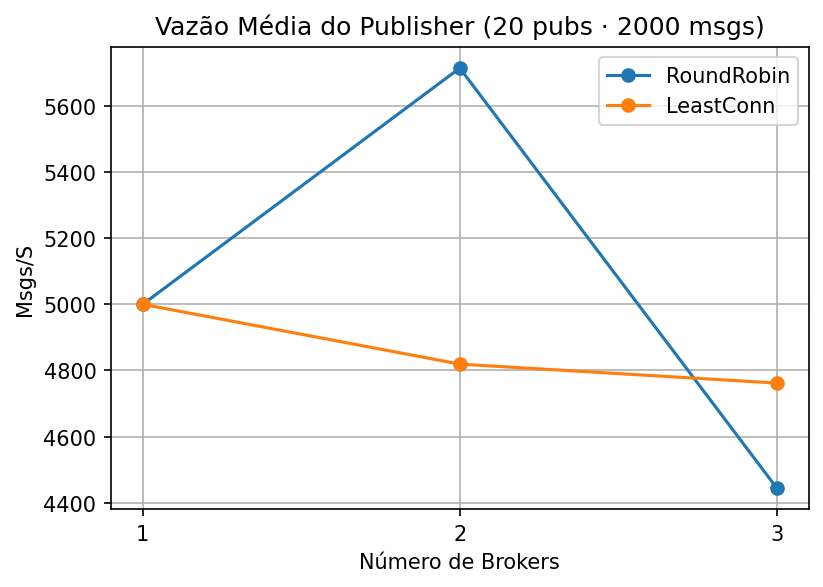 Vazão Média do Publisher (20 pubs · 2000 msgs)
RoundRobin
LeastConn
5600
5400
5200
5000
4800
4600
4400
Msgs/S
1
2
3
Número de Brokers